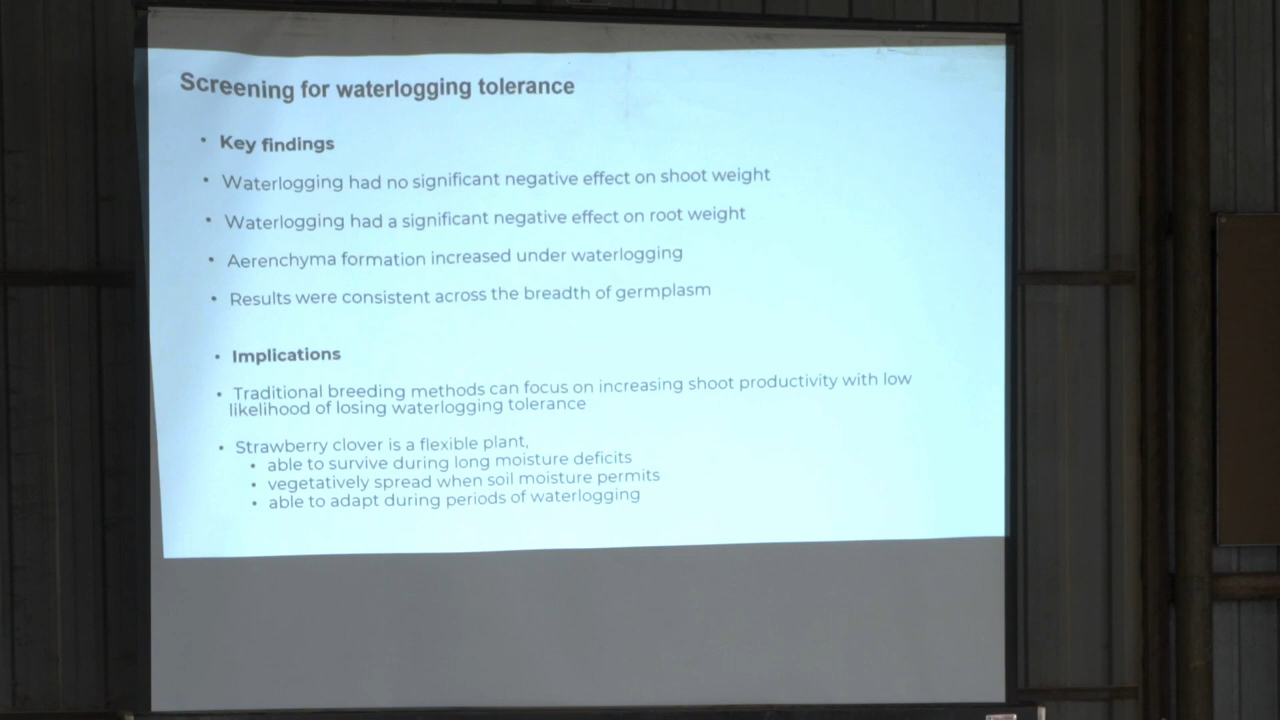 Screening for waterlogging tolerance
• Key findings
• Waterlogging had no significant negative effect on shoot weight
• Waterlogging had a significant negative effect on root weight
• Aerenchyma formation increased under waterlogging
• Results were consistent across the breadth of germplasm
• Implications
• Traditional breeding methods can focus on increasing shoot productivity with low
likelihood of losing waterlogging tolerance
• Strawberry clover is a flexible plant,
• able to survive during long moisture deficits
• vegetatively spread when soil moisture permits
• able to adapt during periods of waterlogging